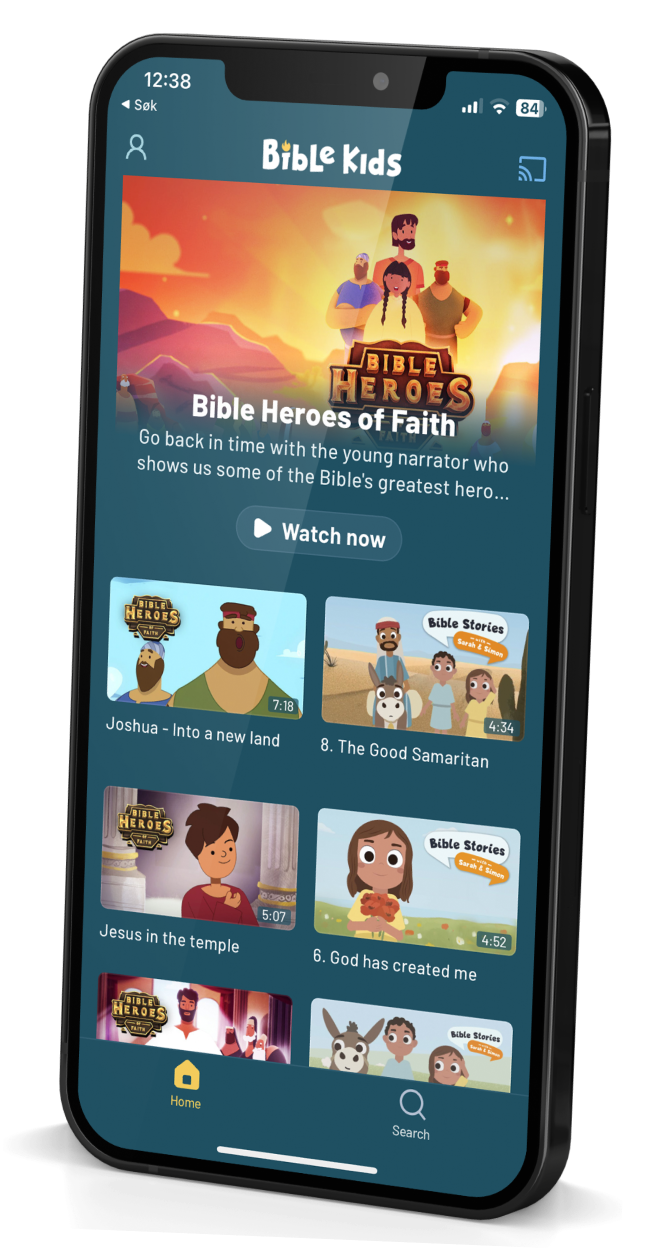 12:38
◀ Søk
84
BiBLe KiDS
BIBLE
HEROES
OF FAITH
Bible Heroes of Faith
Go back in time with the young narrator who
shows us some of the Bible's greatest hero...
Watch now
BIBLE
HEROES
OF
FAITH
7:18
Joshua - Into a new land
Bible Stories
with
Sarah & Simon
4:34
8. The Good Samaritan
BIBLE
HEROES
OF
FAITH
5:07
Jesus in the temple
Bible Stories
with
Sarah & Simon
4:52
6. God has created me
BIBLE
HEROES
OF
FAITH
Bible Stories
with
Sarah & Simon
Home
Search